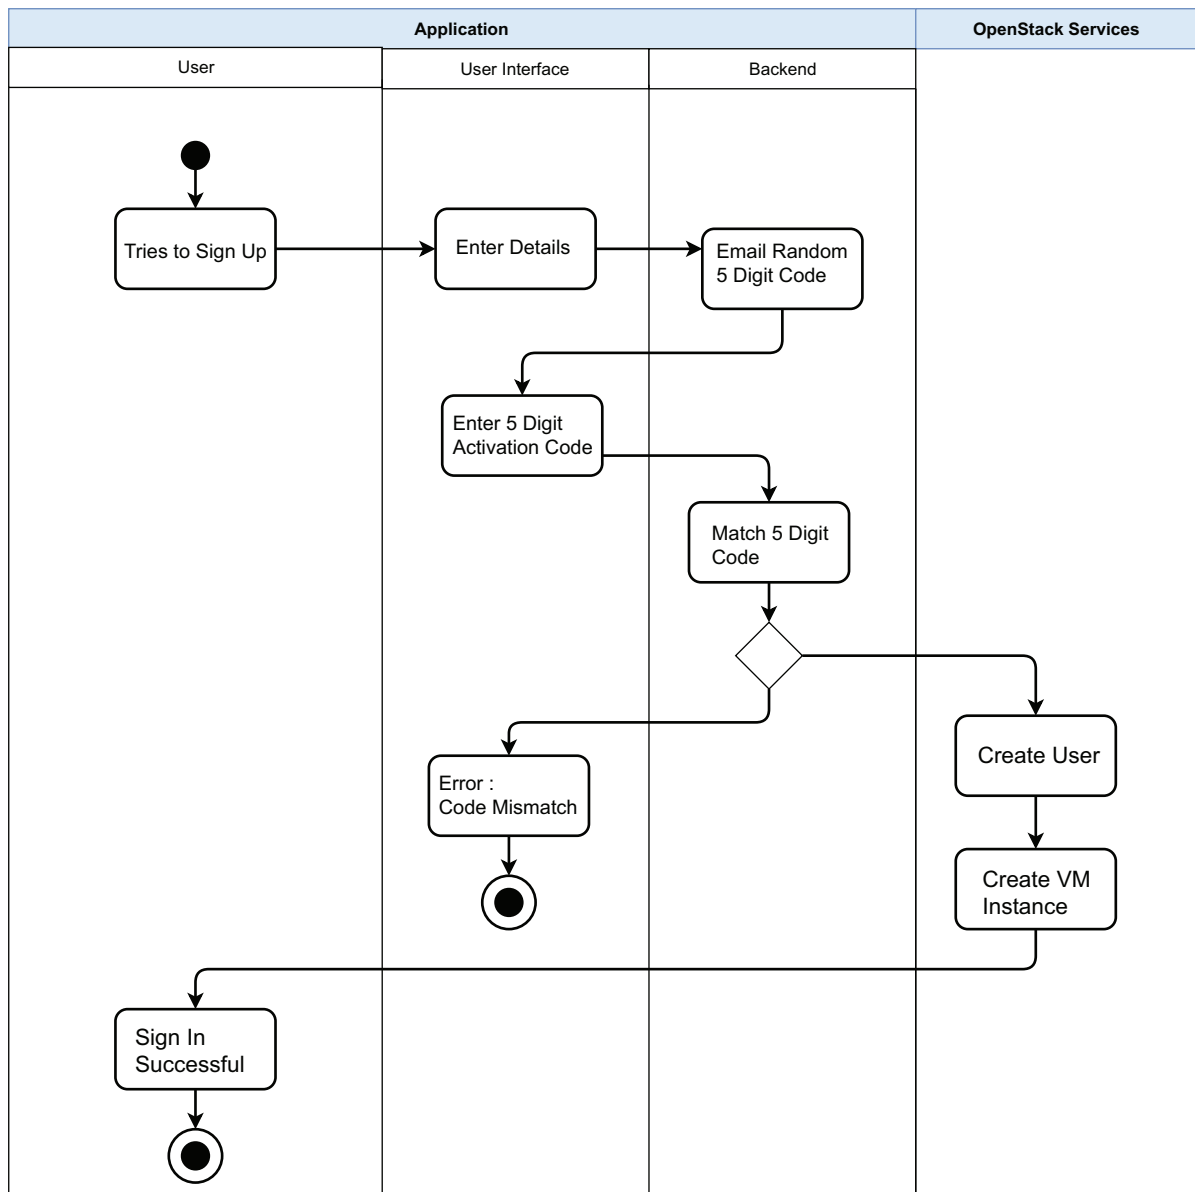 Application
OpenStack Services
User
User Interface
Backend
Tries to Sign Up
Enter Details
Email Random
5 Digit Code
Enter 5 Digit
Activation Code
Match 5 Digit
Code
Create User
Error :
Code Mismatch
Create VM
Instance
Sign In
Successful